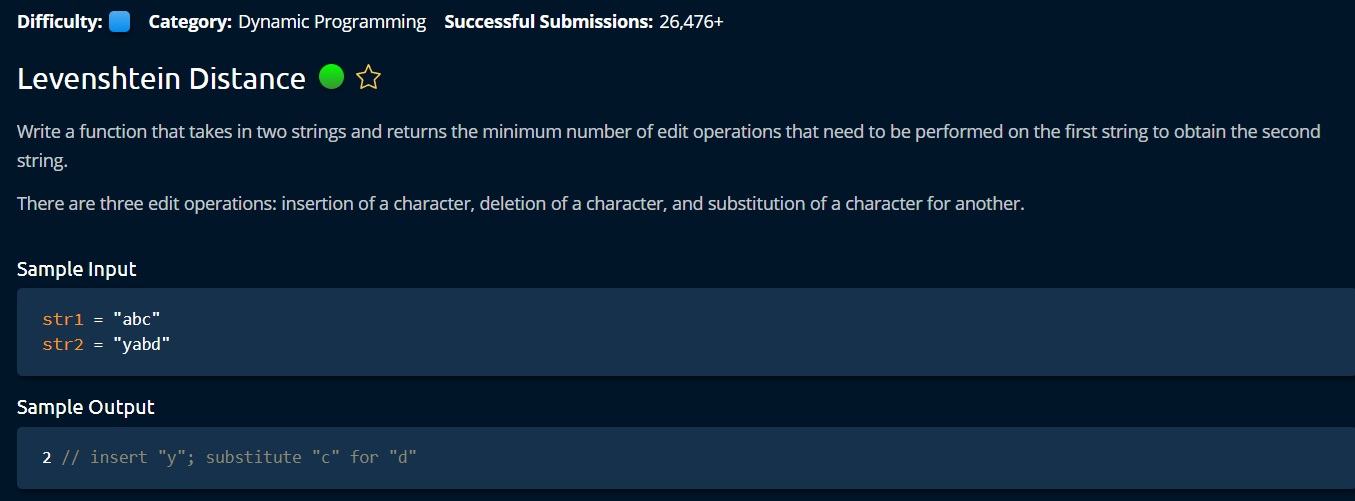 Difficulty: Category: Dynamic Programming Successful Submissions: 26,476+
Levenshtein Distance
Write a function that takes in two strings and returns the minimum number of edit operations that need to be performed on the first string to obtain the second
string.
There are three edit operations: insertion of a character, deletion of a character, and substitution of a character for another.
Sample Input
str1 = "abc"
str2 = "yabd"
Sample Output
2 // insert "y"; substitute "c" for "d"